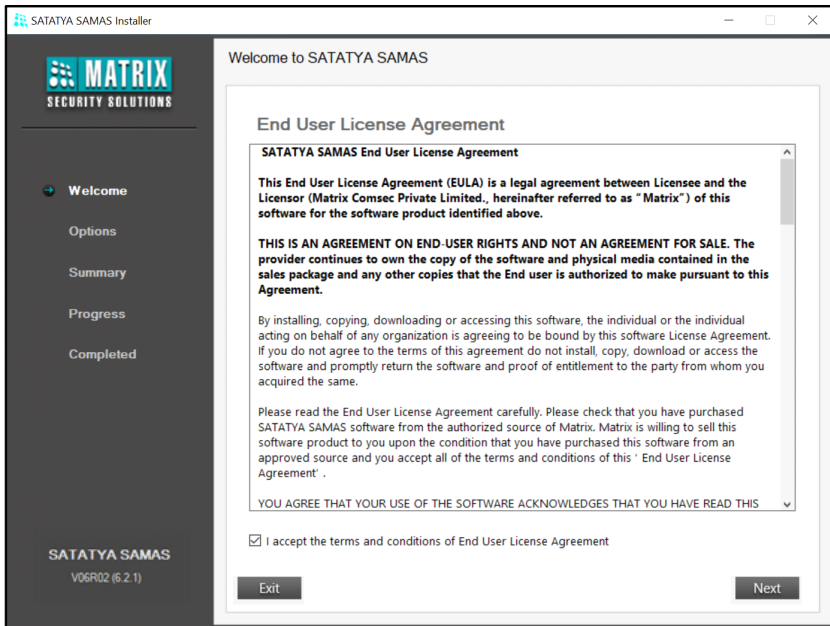 SATATYA SAMAS Installer
MATRIX
SECURITY SOLUTIONS
Welcome
Options
Summary
Progress
Completed
SATATYA SAMAS
V06R02 (6.2.1)
Welcome to SATATYA SAMAS
End User License Agreement
SATATYA SAMAS End User License Agreement
This End User License Agreement (EULA) is a legal agreement between Licensee and the
Licensor (Matrix Comsec Private Limited., hereinafter referred to as "Matrix") of this
software for the software product identified above.
THIS IS AN AGREEMENT ON END-USER RIGHTS AND NOT AN AGREEMENT FOR SALE. The
provider continues to own the copy of the software and physical media contained in the
sales package and any other copies that the End user is authorized to make pursuant to this
Agreement.
By installing, copying, downloading or accessing this software, the individual or the individual
acting on behalf of any organization is agreeing to be bound by this software License Agreement.
If you do not agree to the terms of this agreement do not install, copy, download or access the
software and promptly return the software and proof of entitlement to the party from whom you
acquired the same.
Please read the End User License Agreement carefully. Please check that you have purchased
SATATYA SAMAS software from the authorized source of Matrix. Matrix is willing to sell this
software product to you upon the condition that you have purchased this software from an
approved source and you accept all of the terms and conditions of this ' End User License
Agreement' .
YOU AGREE THAT YOUR USE OF THE SOFTWARE ACKNOWLEDGES THAT YOU HAVE READ THIS
I accept the terms and conditions of End User License Agreement
Exit
Next